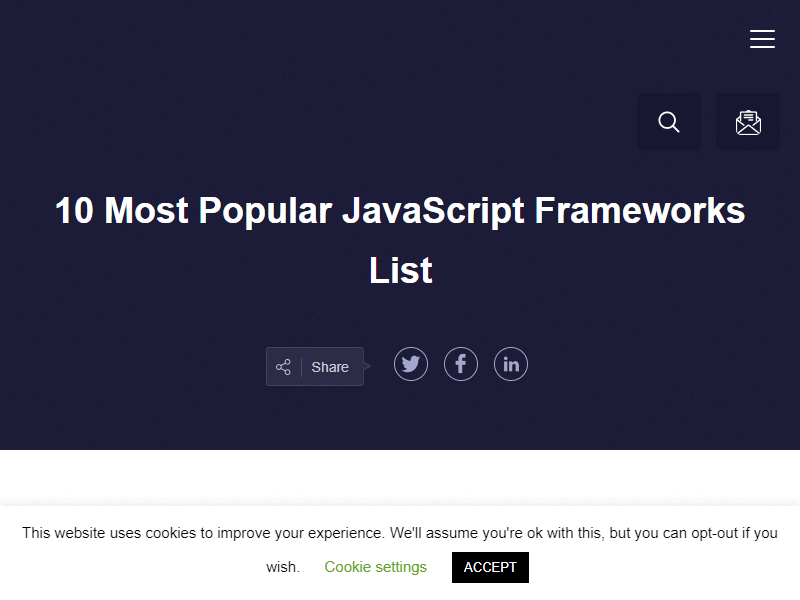 10 Most Popular JavaScript Frameworks
List
Share
This website uses cookies to improve your experience. We'll assume you're ok with this, but you can opt-out if you
wish. Cookie settings ACCEPT